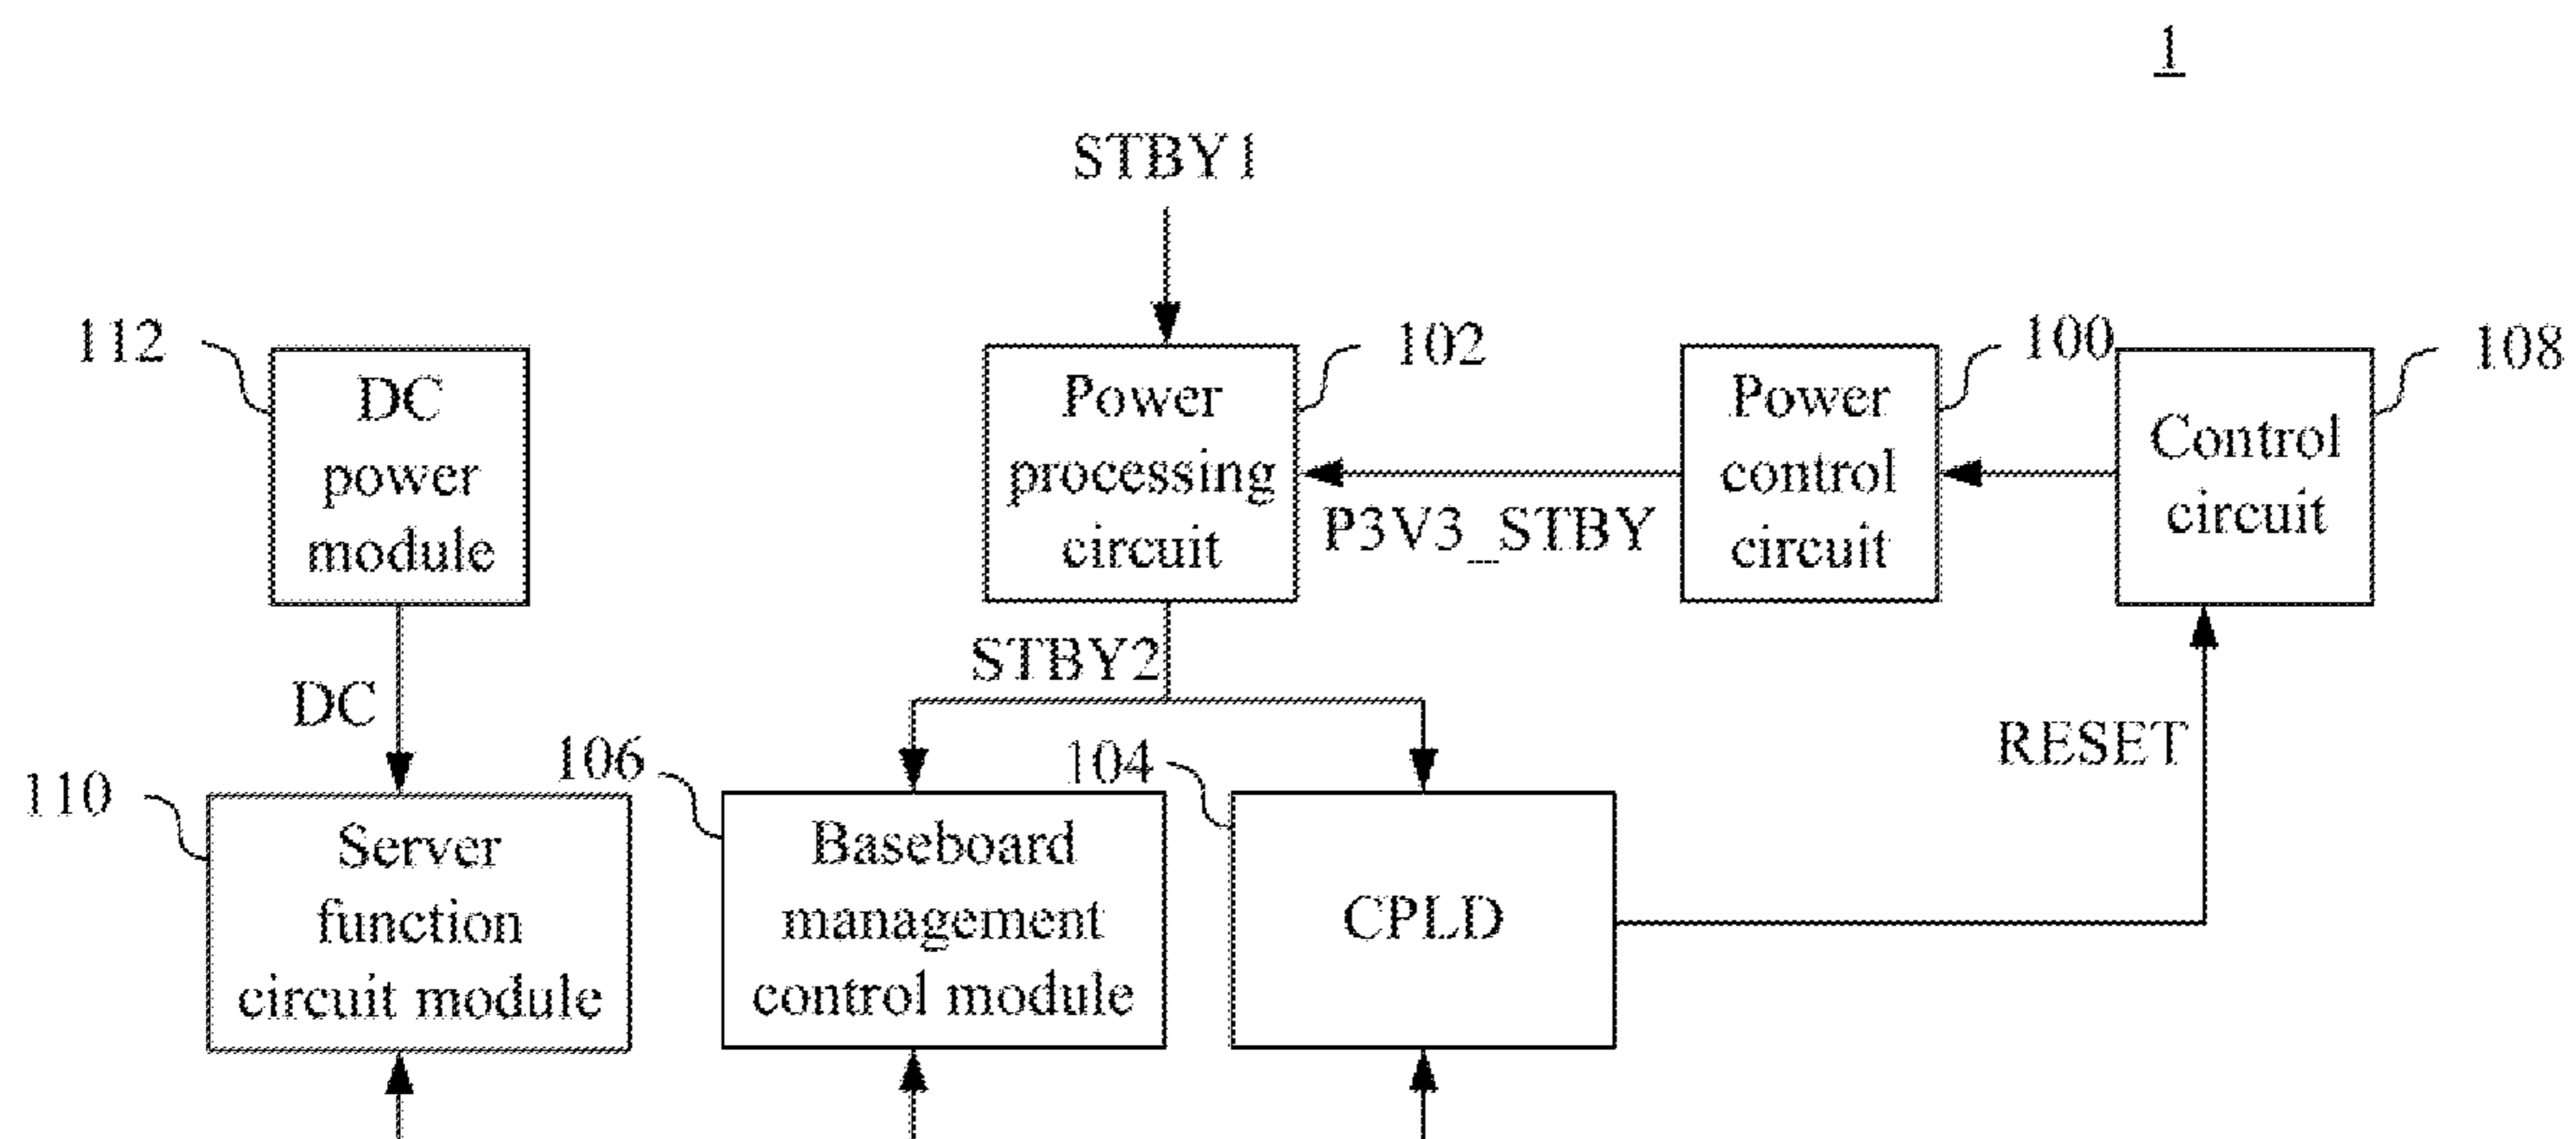 1
STBY1
112
DC
power
module
102
Power
processing
circuit
P3V3_STBY
100
Power
control
circuit
108
Control
circuit
DC
STBY2
RESET
110
Server
function
circuit module
106
Baseboard
management
control module
104
CPLD